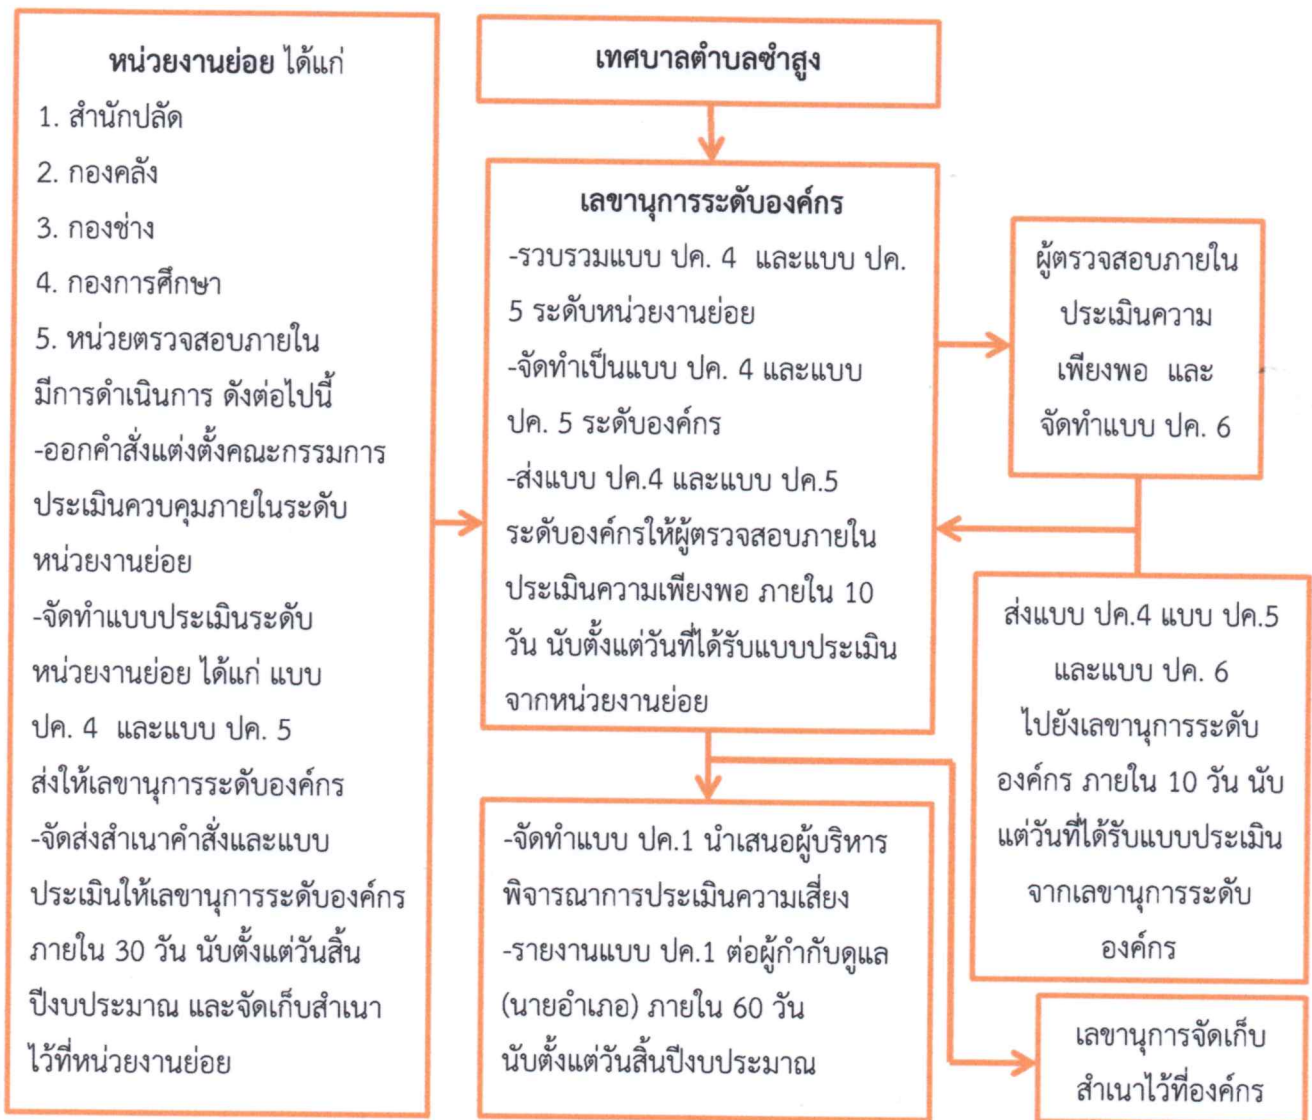 หน่วยงานย่อย ได้แก่
1. สำนักปลัด
2. กองคลัง
3. กองช่าง
4. กองการศึกษา
5. หน่วยตรวจสอบภายใน
มีการดำเนินการ ดังต่อไปนี้
-ออกคำสั่งแต่งตั้งคณะกรรมการ
ประเมินควบคุมภายในระดับ
หน่วยงานย่อย
-จัดทำแบบประเมินระดับ
หน่วยงานย่อย ได้แก่ แบบ
ปค. 4 และแบบ ปค. 5
ส่งให้เลขานุการระดับองค์กร
-จัดส่งสำเนาคำสั่งและแบบ
ประเมินให้เลขานุการระดับองค์กร
ภายใน 30 วัน นับตั้งแต่วันสิ้น
ปีงบประมาณ และจัดเก็บสำเนา
ไว้ที่หน่วยงานย่อย
เทศบาลตำบลซำสูง
เลขานุการระดับองค์กร
-รวบรวมแบบ ปค. 4 และแบบ ปค.
5 ระดับหน่วยงานย่อย
-จัดทำเป็นแบบ ปค. 4 และแบบ
ปค. 5 ระดับองค์กร
-ส่งแบบ ปค.4 และแบบ ปค.5
ระดับองค์กรให้ผู้ตรวจสอบภายใน
ประเมินความเพียงพอ ภายใน 10
วัน นับตั้งแต่วันที่ได้รับแบบประเมิน
จากหน่วยงานย่อย
ผู้ตรวจสอบภายใน
ประเมินความ
เพียงพอ และ
จัดทำแบบ ปค. 6
ส่งแบบ ปค.4 แบบ ปค.5
และแบบ ปค. 6
ไปยังเลขานุการระดับ
องค์กร ภายใน 10 วัน นับ
แต่วันที่ได้รับแบบประเมิน
จากเลขานุการระดับ
องค์กร
-จัดทำแบบ ปค.1 นำเสนอผู้บริหาร
พิจารณาการประเมินความเสี่ยง
-รายงานแบบ ปค.1 ต่อผู้กำกับดูแล
(นายอำเภอ) ภายใน 60 วัน
นับตั้งแต่วันสิ้นปีงบประมาณ
เลขานุการจัดเก็บ
สำเนาไว้ที่องค์กร